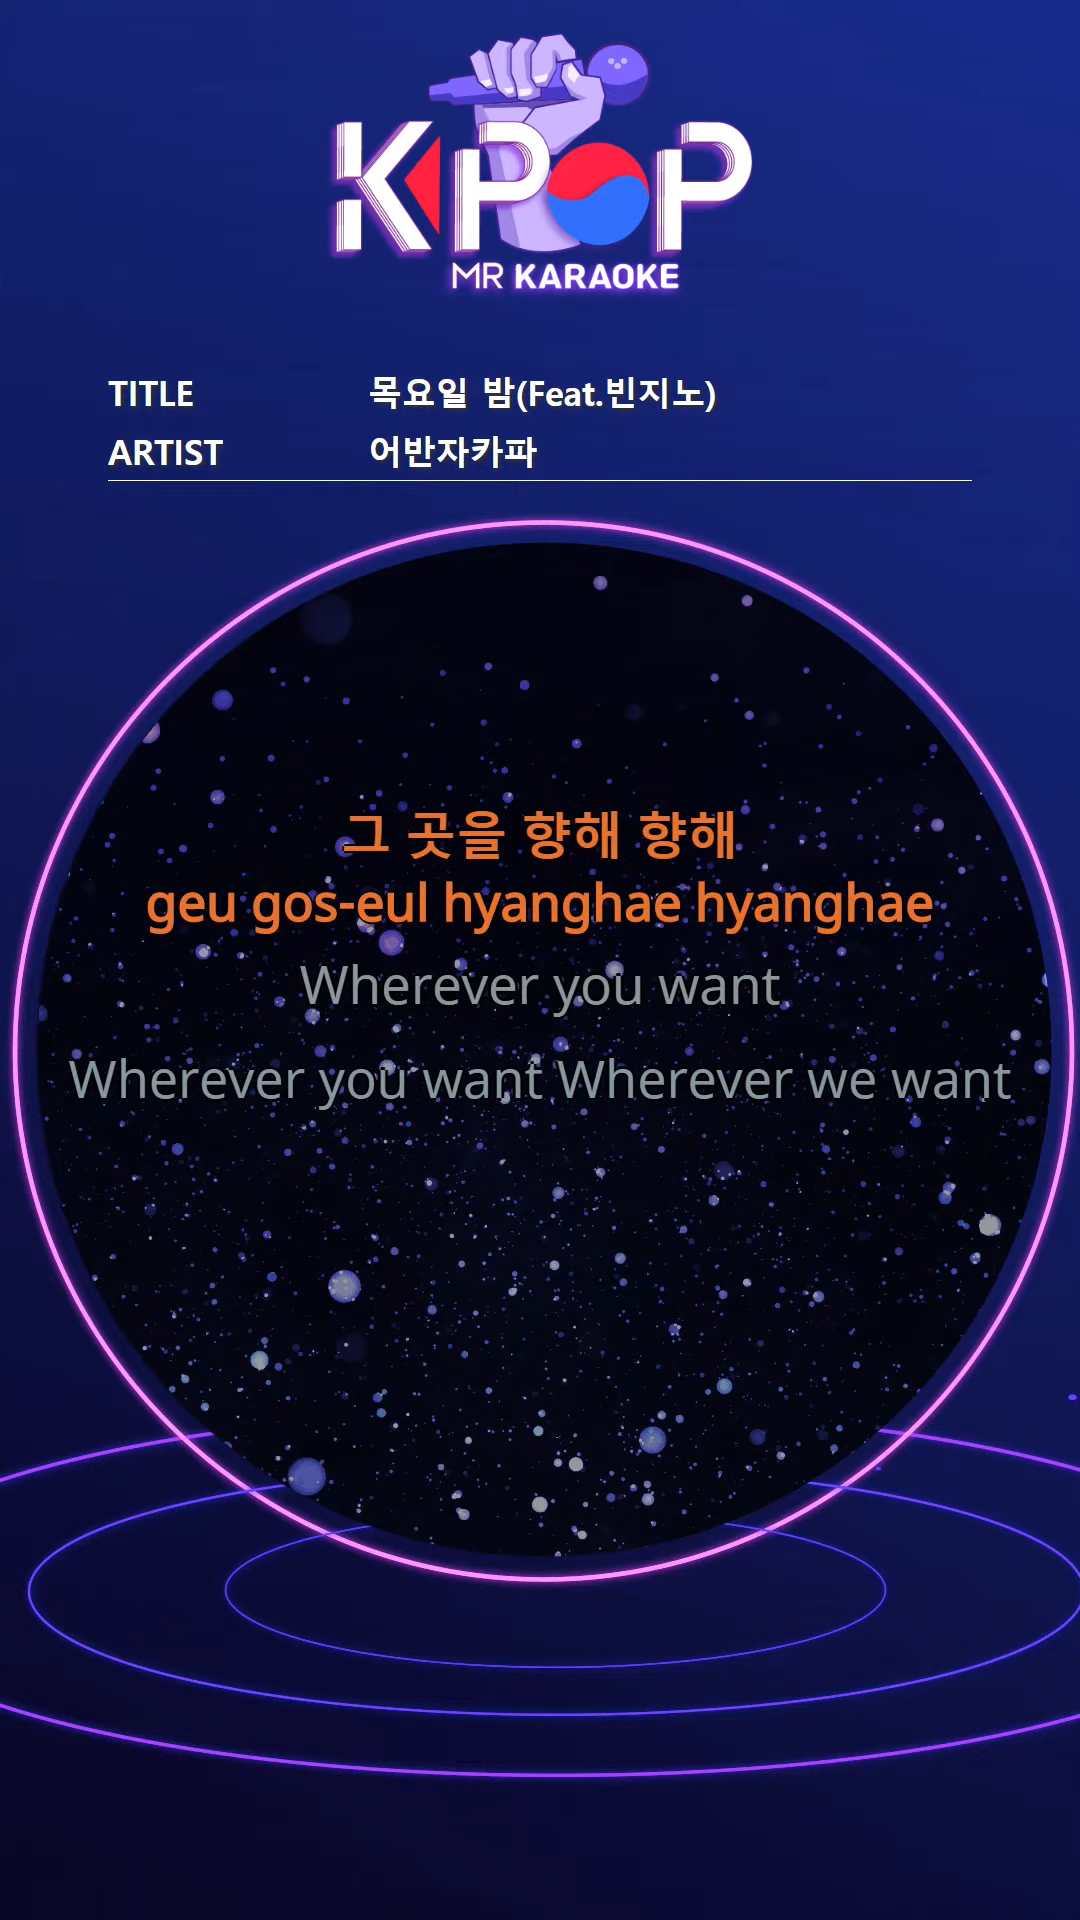 KPOP
MR KARAOKE
TITLE 목요일 밤(Feat.빈지노)
ARTIST 어반자카파
그 곳을 향해 향해
geu gos-eul hyanghae hyanghae
Wherever you want
Wherever you want Wherever we want